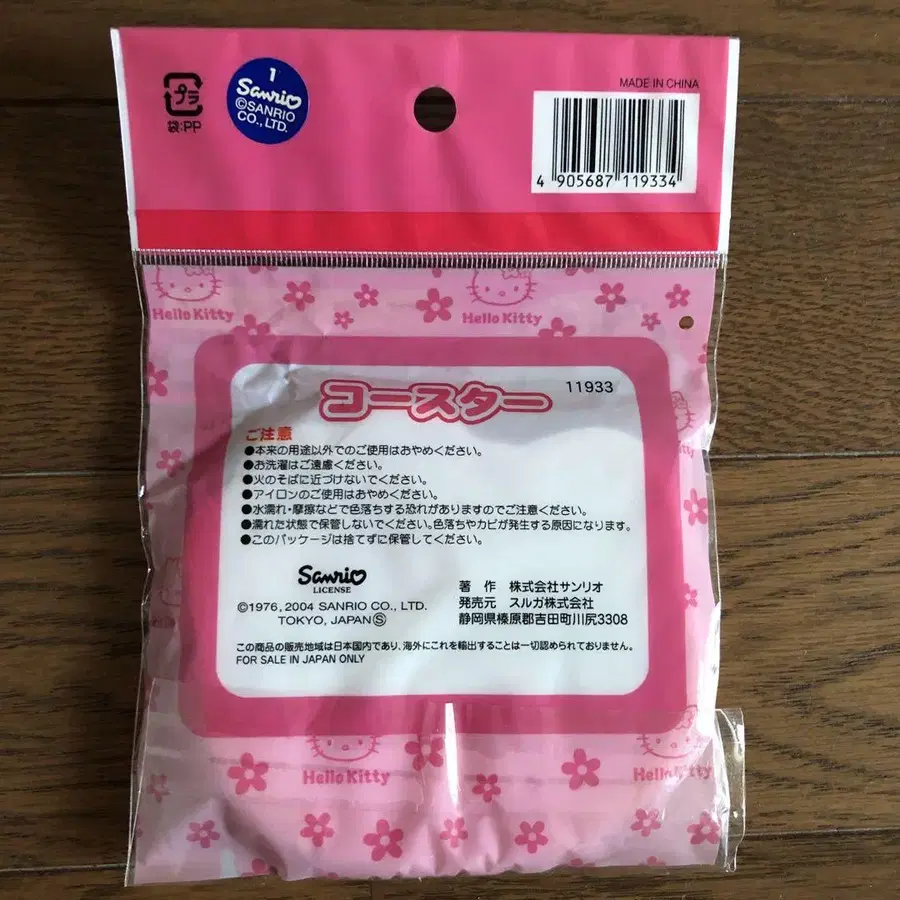 プラ
袋:PP
1
Sanrio
©SANRIO
CO., LTD.
MADE IN CHINA
4 905687 119334
Hello Kitty
Hello Kitty
コースター
11933
ご注意
●本来の用途以外でのご使用はおやめください。
●お洗濯はご遠慮ください。
●火のそばに近づけないでください。
●アイロンのご使用はおやめください。
●水濡れ・摩擦などで色落ちする恐れがありますのでご注意ください。
●濡れた状態で保管しないでください。色落ちやカビが発生する原因になります。
●このパッケージは捨てずに保管してください。
Sanrio
LICENSE
©1976, 2004 SANRIO CO., LTD.
TOKYO, JAPAN Ⓢ
著 作 株式会社サンリオ
発売元 スルガ株式会社
静岡県榛原郡吉田町川尻3308
この商品の販売地域は日本国内であり、海外にこれを輸出することは一切認められておりません。
FOR SALE IN JAPAN ONLY
Hello Kitty
Hello Kitty